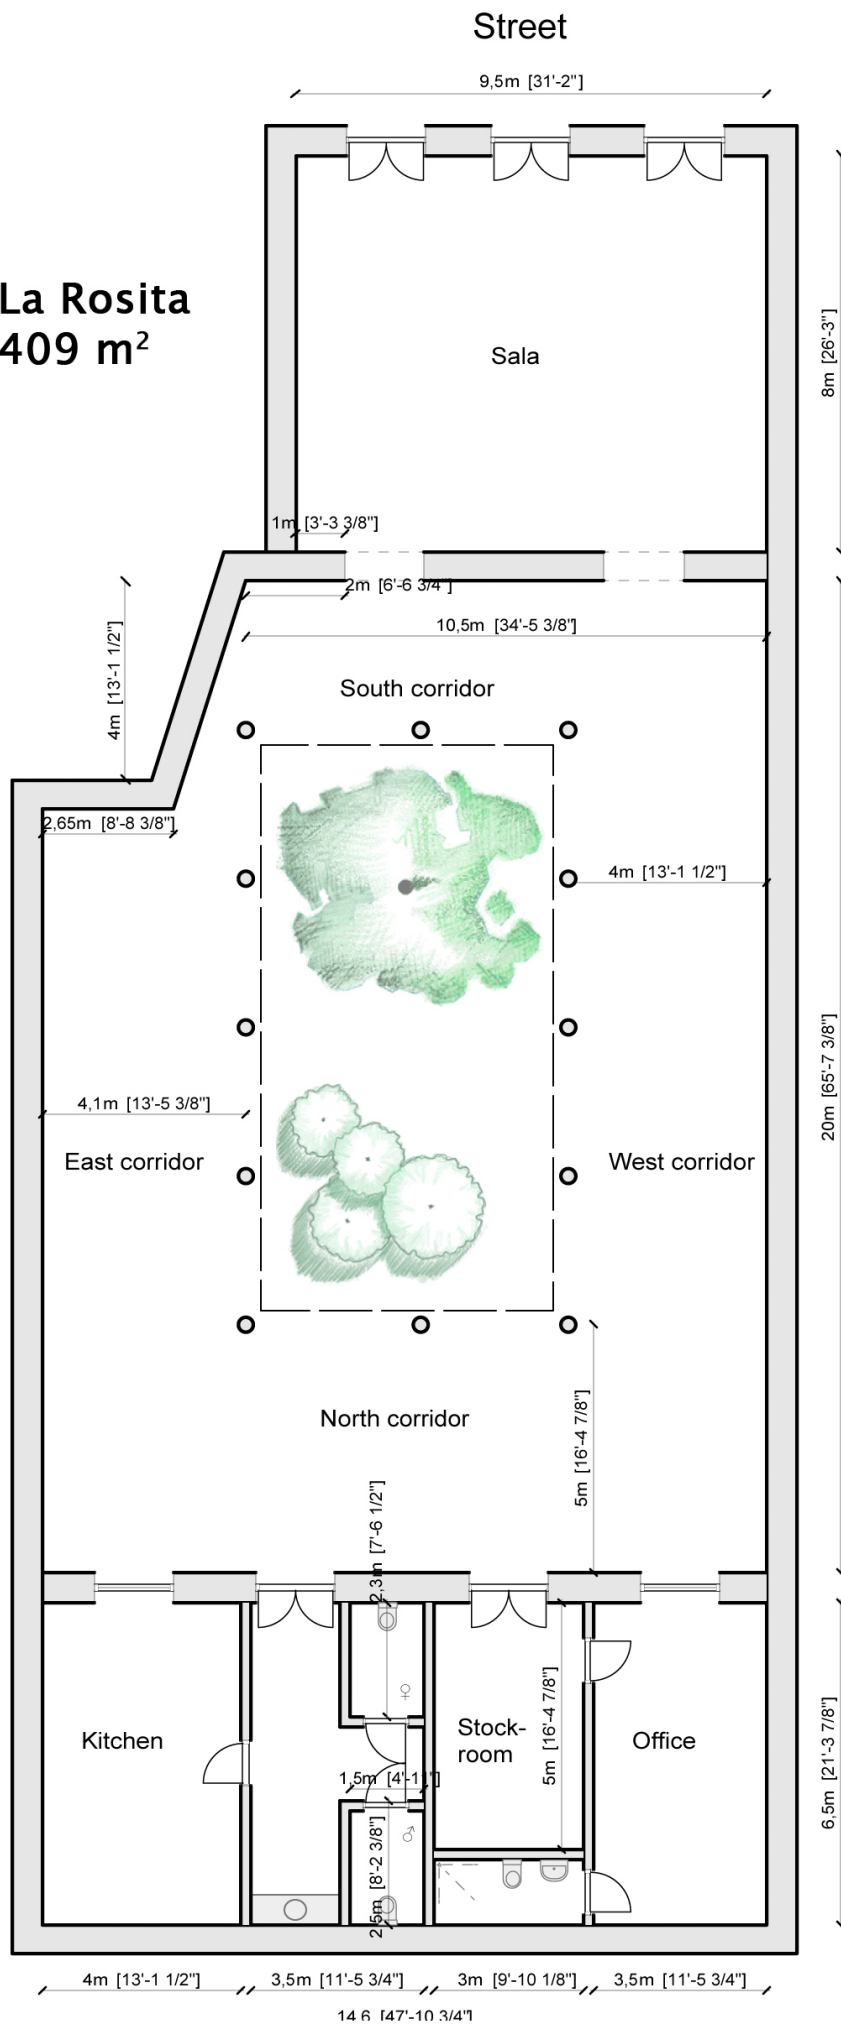 Street
9,5m [31'-2"]
La Rosita
409 m²
Sala
8m [26'-3"]
1m [3'-3 3/8"]
2m [6'-6 3/4"]
10,5m [34'-5 3/8"]
4m [13'-1 1/2"]
South corridor
2,65m [8'-8 3/8"]
4m [13'-1 1/2"]
20m [65'-7 3/8"]
4,1m [13'-5 3/8"]
East corridor
West corridor
North corridor
5m [16'-4 7/8"]
2,3m [7'-6 1/2"]
♀
Kitchen
Stock-
room
5m [16'-4 7/8"]
Office
1,5m [4'-11"]
6,5m [21'-3 7/8"]
♂
2,5m [8'-2 3/8"]
4m [13'-1 1/2"]
3,5m [11'-5 3/4"]
3m [9'-10 1/8"]
3,5m [11'-5 3/4"]
14,6 [47'-10 3/4"]